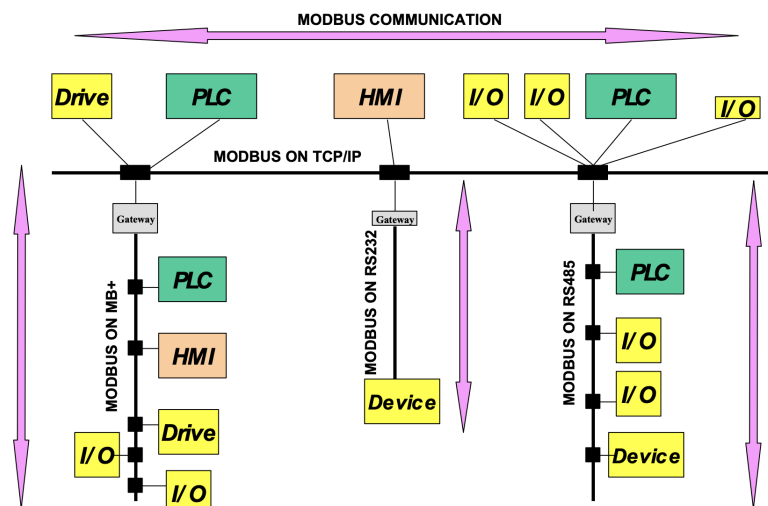 MODBUS COMMUNICATION
Drive
PLC
HMI
I/O
I/O
PLC
I/O
MODBUS ON TCP/IP
Gateway
Gateway
Gateway
MODBUS ON MB+
PLC
HMI
Drive
I/O
I/O
MODBUS ON RS232
Device
MODBUS ON RS485
PLC
I/O
I/O
Device